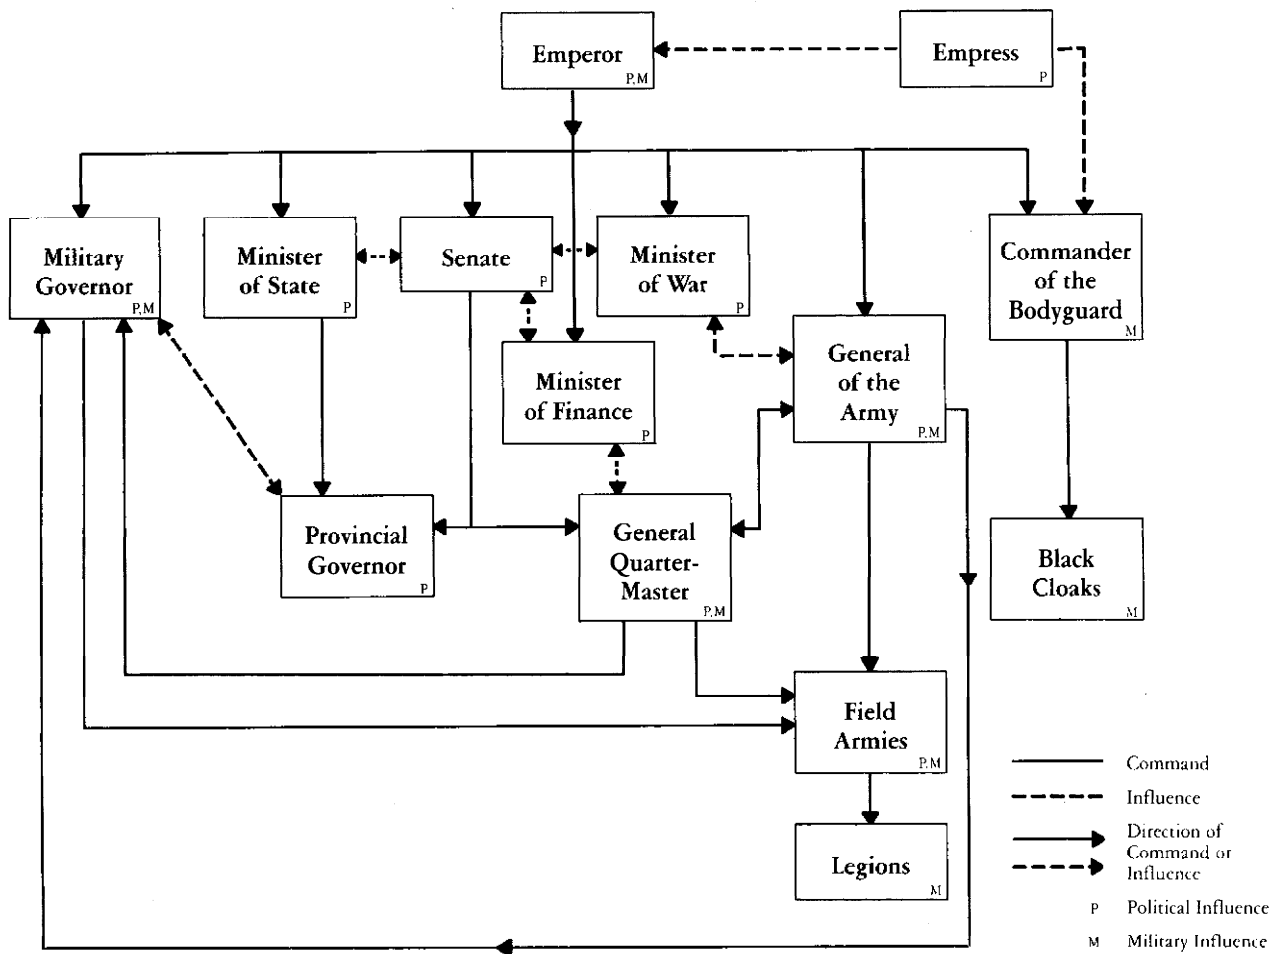 Emperor
P,M
Empress
P
Military
Governor
P,M
Minister
of State
P
Senate
P
Minister
of War
P
Commander
of the
Bodyguard
M
Minister
of Finance
P
General
of the
Army
P,M
Provincial
Governor
P
General
Quarter-
Master
P,M
Black
Cloaks
M
Field
Armies
P,M
Legions
M
Command
Influence
Direction of
Command or
Influence
P Political Influence
M Military Influence